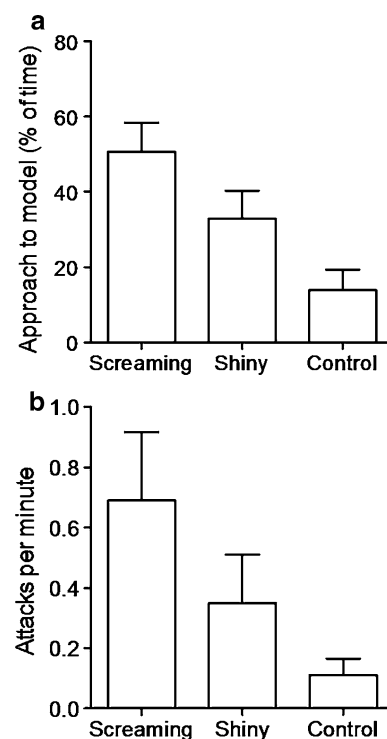 a
Approach to model (% of time)
80
60
40
20
0
Screaming Shiny Control
b
Attacks per minute
1.0
0.8
0.6
0.4
0.2
0.0
Screaming Shiny Control